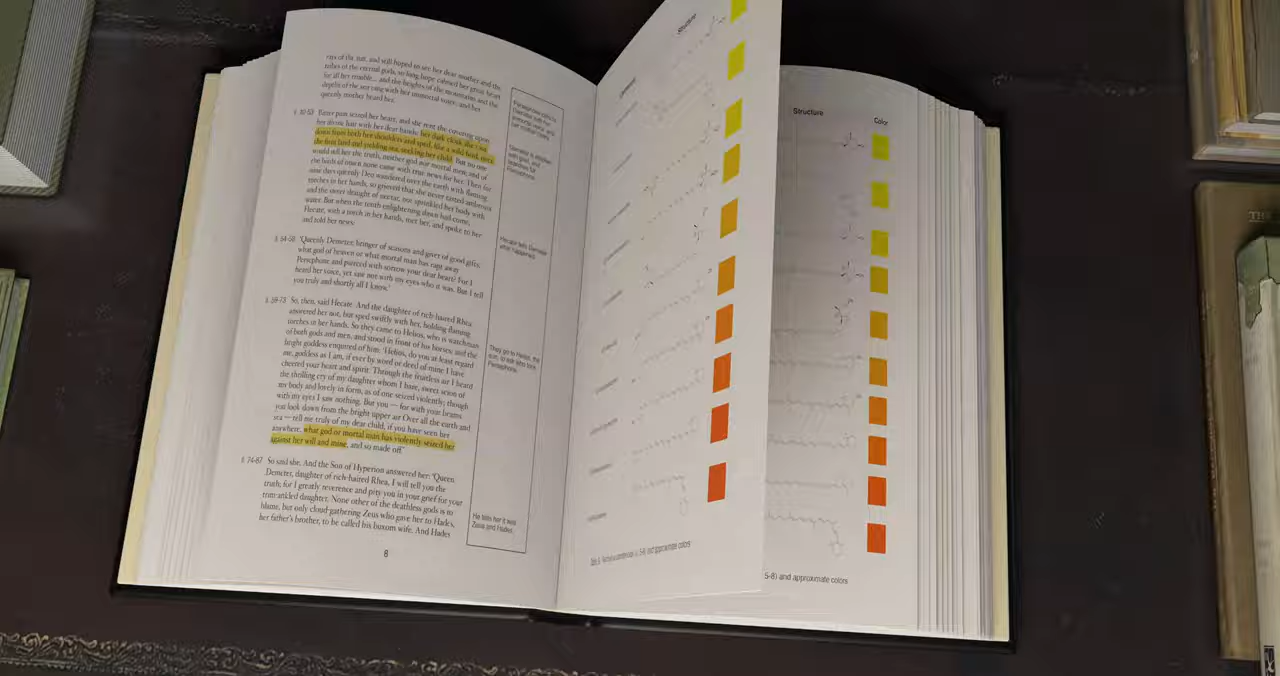 rays of the sun, and still hoped to see her dear mother and the
tribes of the eternal gods, so long hope calmed her great heart
for all her trouble... and the heights of the mountains and the
depths of the sea rang with her immortal voice: and her
queenly mother heard her.
§ 40-53 Bitter pain seized her heart, and she rent the covering upon
her divine hair with her dear hands: her dark cloak she cast
down from both her shoulders and sped, like a wild-bird, over
the firm land and yielding sea, seeking her child. But no one
would tell her the truth, neither god nor mortal men; and of
the birds of omen none came with true news for her. Then for
nine days queenly Deo wandered over the earth with flaming
torches in her hands, so grieved that she never tasted ambrosia
and the sweet draught of nectar, nor sprinkled her body with
water. But when the tenth enlightening dawn had come,
Hecate, with a torch in her hands, met her, and spoke to her
and told her news:
§ 54-58 'Queenly Demeter, bringer of seasons and giver of good gifts,
what god of heaven or what mortal man has rapt away
Persephone and pierced with sorrow your dear heart? For I
heard her voice, yet saw not with my eyes who it was. But I tell
you truly and shortly all I know.'
§ 59-73 So, then, said Hecate. And the daughter of rich-haired Rhea
answered her not, but sped swiftly with her, holding flaming
torches in her hands. So they came to Helios, who is watchman
of both gods and men, and stood in front of his horses: and the
bright goddess enquired of him: 'Helios, do you at least regard
me, goddess as I am, if ever by word or deed of mine I have
cheered your heart and spirit. Through the fruitless air I heard
the thrilling cry of my daughter whom I bare, sweet scion of
my body and lovely in form, as of one seized violently; though
with my eyes I saw nothing. But you — for with your beams
you look down from the bright upper air Over all the earth and
sea — tell me truly of my dear child, if you have seen her
anywhere, what god or mortal man has violently seized her
against her will and mine, and so made off.'
§ 74-87 So said she. And the Son of Hyperion answered her: 'Queen
Demeter, daughter of rich-haired Rhea, I will tell you the
truth; for I greatly reverence and pity you in your grief for your
trim-ankled daughter. None other of the deathless gods is to
blame, but only cloud-gathering Zeus who gave her to Hades,
her father's brother, to be called his buxom wife. And Hades
8
Demeter is stricken
with grief, and
searches for
Persephone.
Hecate tells Demeter
what happened.
They go to Helios, the
sun, to ask who took
Persephone.
He tells her it was
Zeus and Hades.
Structure
and approximate colors
Structure
Color
5-8) and approximate colors